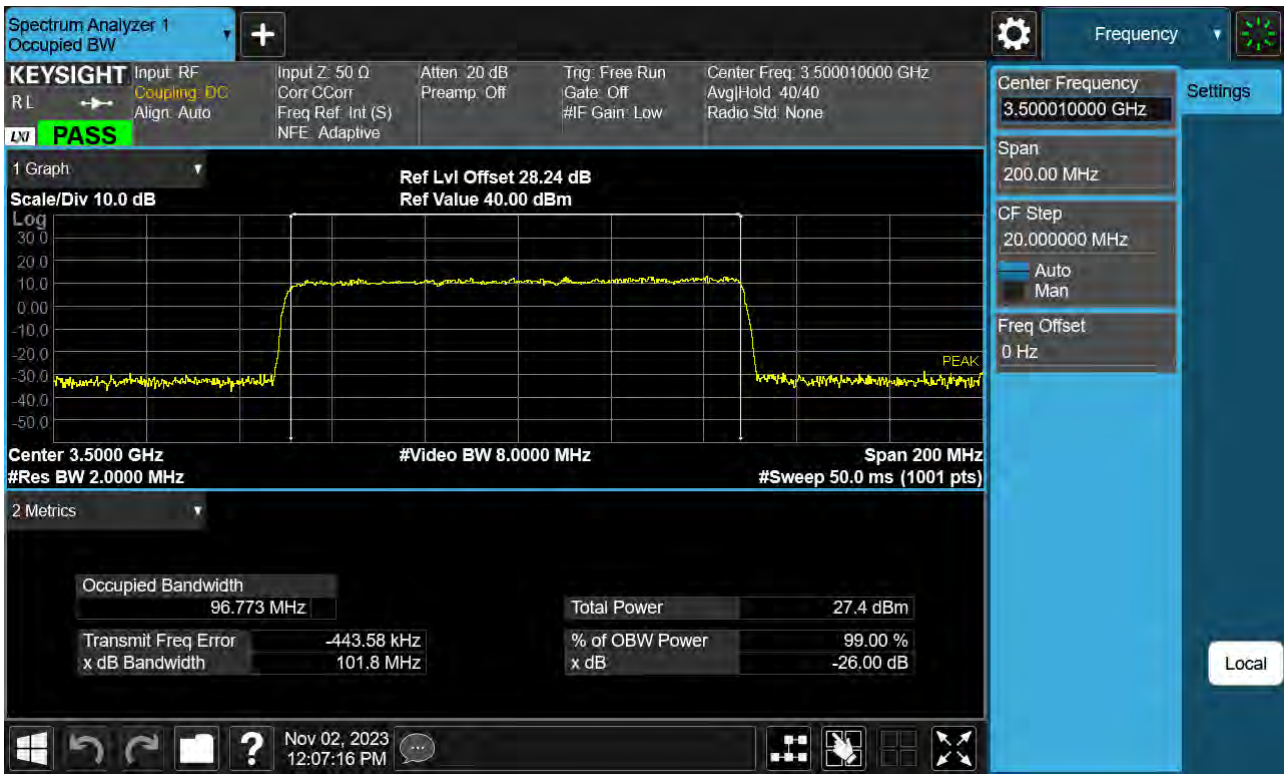 Spectrum Analyzer 1
Occupied BW
+
Frequency
KEYSIGHT
RL
LXI
PASS
Input: RF
Coupling: DC
Align: Auto
Input Z: 50 Ω
Corr CCorr
Freq Ref: Int (S)
NFE: Adaptive
Atten: 20 dB
Preamp: Off
Trig: Free Run
Gate: Off
#IF Gain: Low
Center Freq: 3.500010000 GHz
Avg|Hold: 40/40
Radio Std: None
Center Frequency
3.500010000 GHz
Settings
Span
200.00 MHz
CF Step
20.000000 MHz
Auto
Man
Freq Offset
0 Hz
Local
1 Graph
Scale/Div 10.0 dB
Ref Lvl Offset 28.24 dB
Ref Value 40.00 dBm
Log
30.0
20.0
10.0
0.00
-10.0
-20.0
-30.0
-40.0
-50.0
PEAK
Center 3.5000 GHz
#Video BW 8.0000 MHz
Span 200 MHz
#Res BW 2.0000 MHz
#Sweep 50.0 ms (1001 pts)
2 Metrics
Occupied Bandwidth
96.773 MHz
Total Power 27.4 dBm
Transmit Freq Error -443.58 kHz
% of OBW Power 99.00 %
x dB Bandwidth 101.8 MHz
x dB -26.00 dB
?
Nov 02, 2023
12:07:16 PM